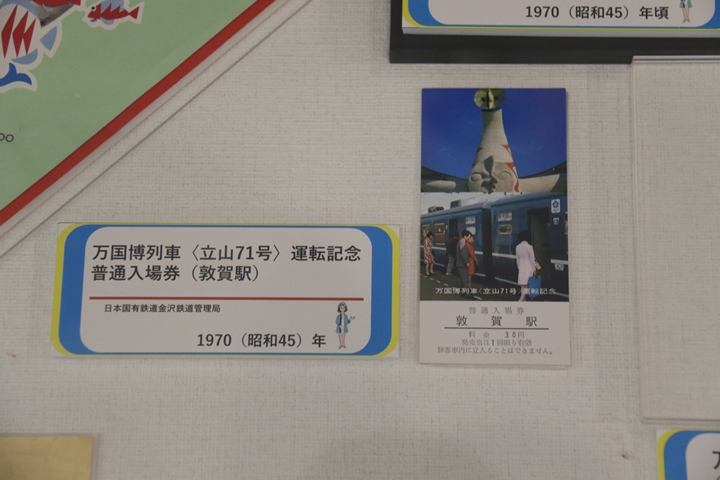 1970（昭和45）年頃
万国博列車〈立山71号〉運転記念
普通入場券（敦賀駅）
日本国有鉄道金沢鉄道管理局
1970（昭和45）年
万国博列車〈立山71号〉運転記念
普通入場券
敦賀駅
料金 30円
発売当日1回限り有効
旅客車内に立入ることはできません。